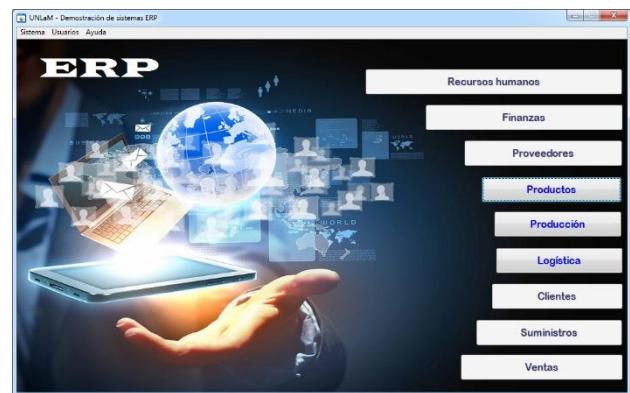 UNLaM - Demostración de sistemas ERP
Sistema Usuarios Ayuda
ERP
Recursos humanos
Finanzas
Proveedores
Productos
Producción
Logística
Clientes
Suministros
Ventas
WORLD